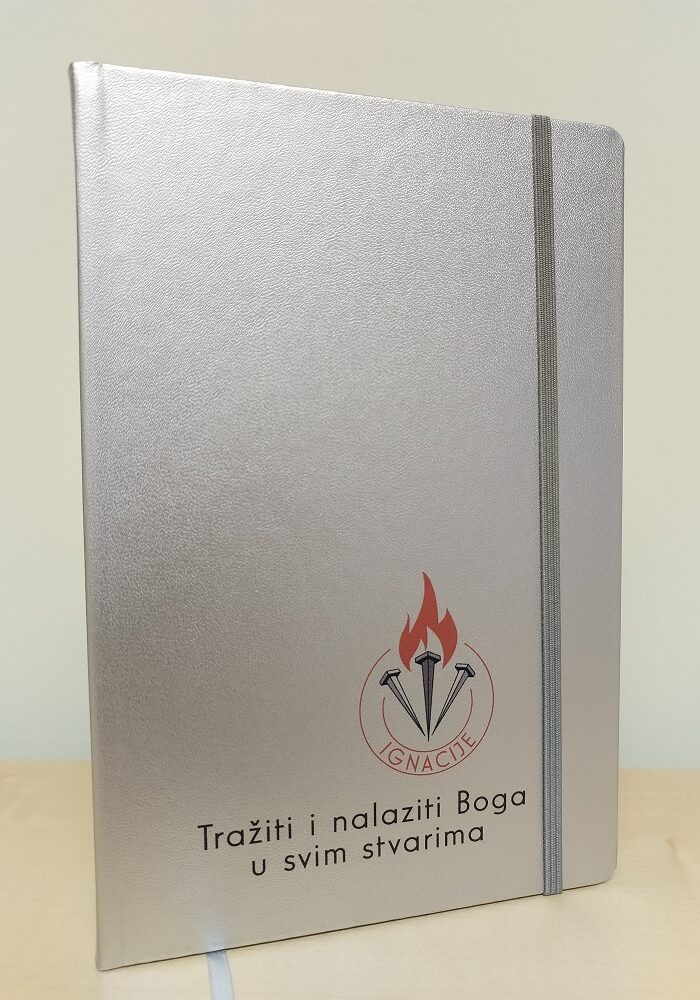 IGNACIJE
Tražiti i nalaziti Boga
u svim stvarima